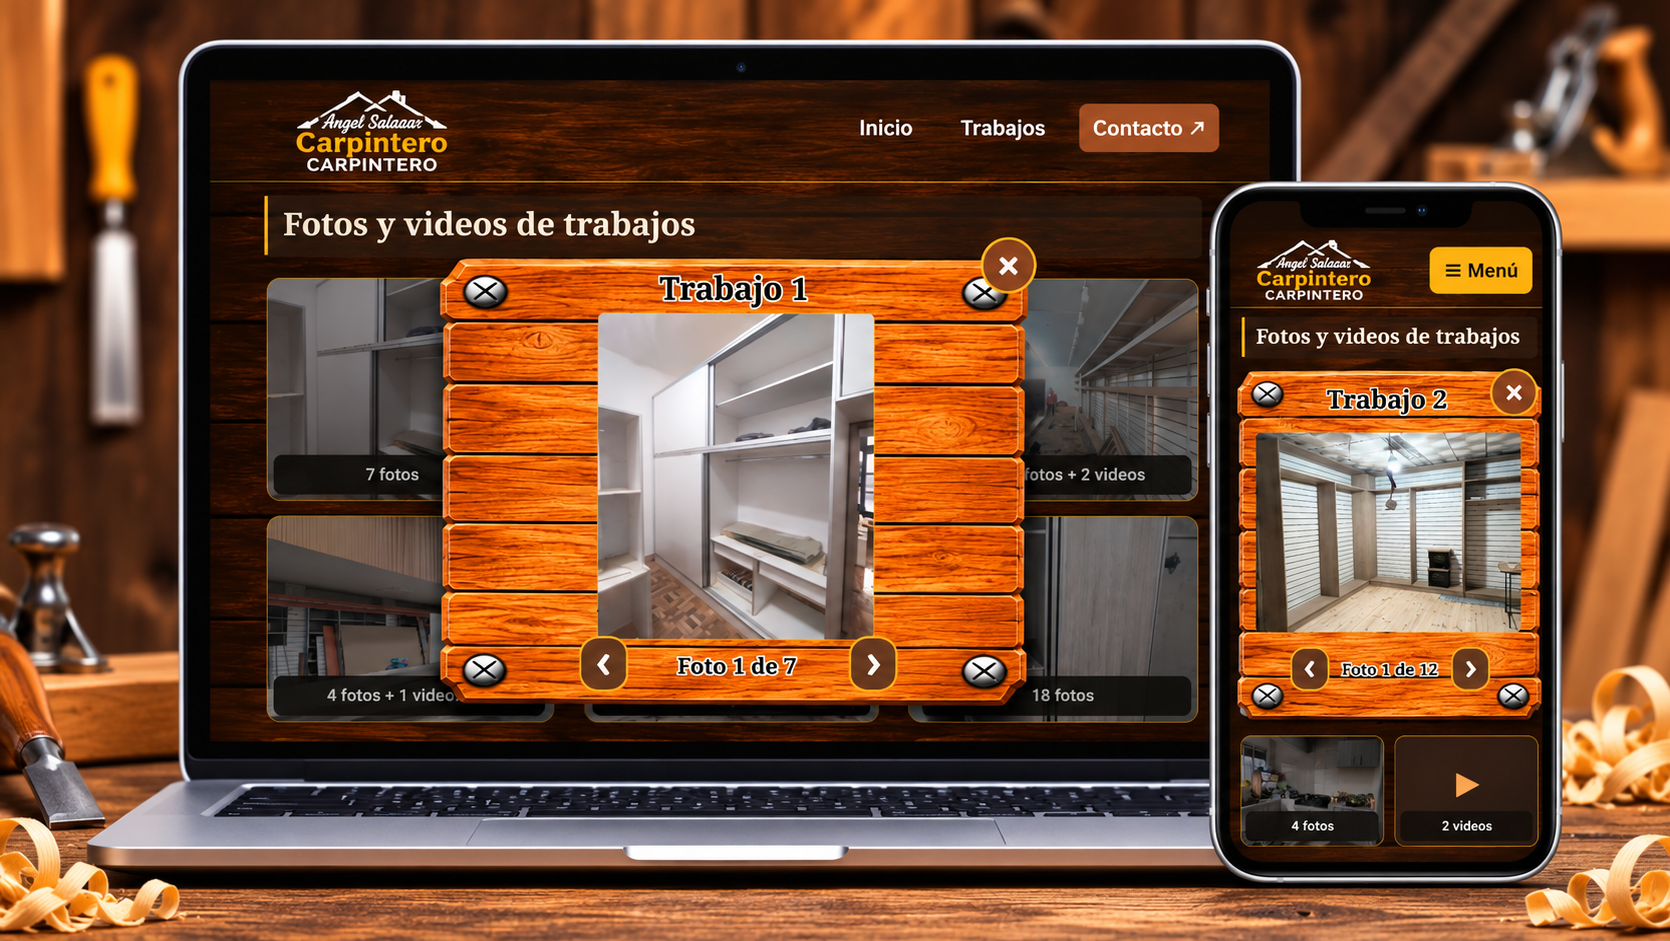 Angel Salazar
Carpintero
CARPINTERO
Inicio
Trabajos
Contacto
Fotos y videos de trabajos
Trabajo 1
7 fotos
fotos + 2 videos
4 fotos + 1 video
18 fotos
Foto 1 de 7
Angel Salazar
Carpintero
CARPINTERO
Menú
Fotos y videos de trabajos
Trabajo 2
Foto 1 de 12
4 fotos
2 videos